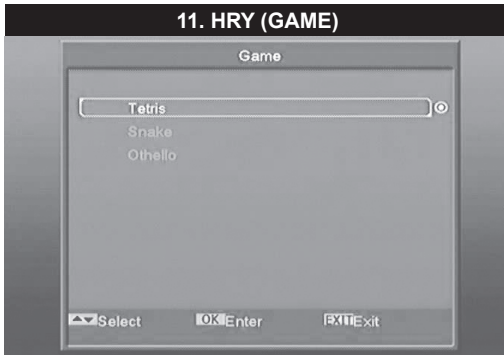 11. HRY (GAME)
Game
Tetris
Snake
Othello
Select OK Enter EXIT Exit